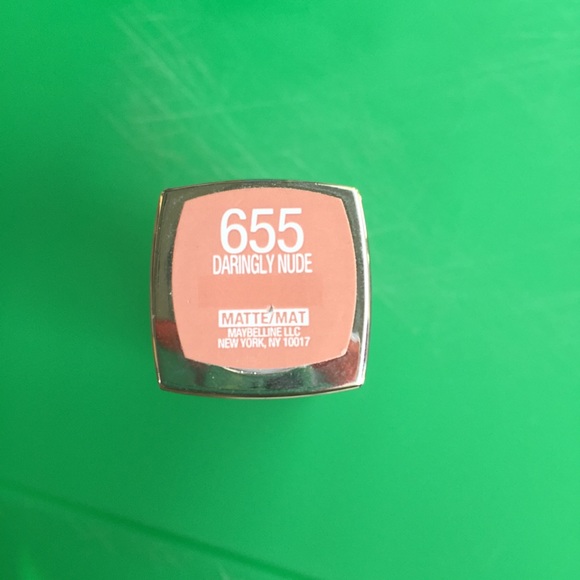 655
DARINGLY NUDE
MATTE/MAT
MAYBELLINE LLC
NEW YORK, NY 10017